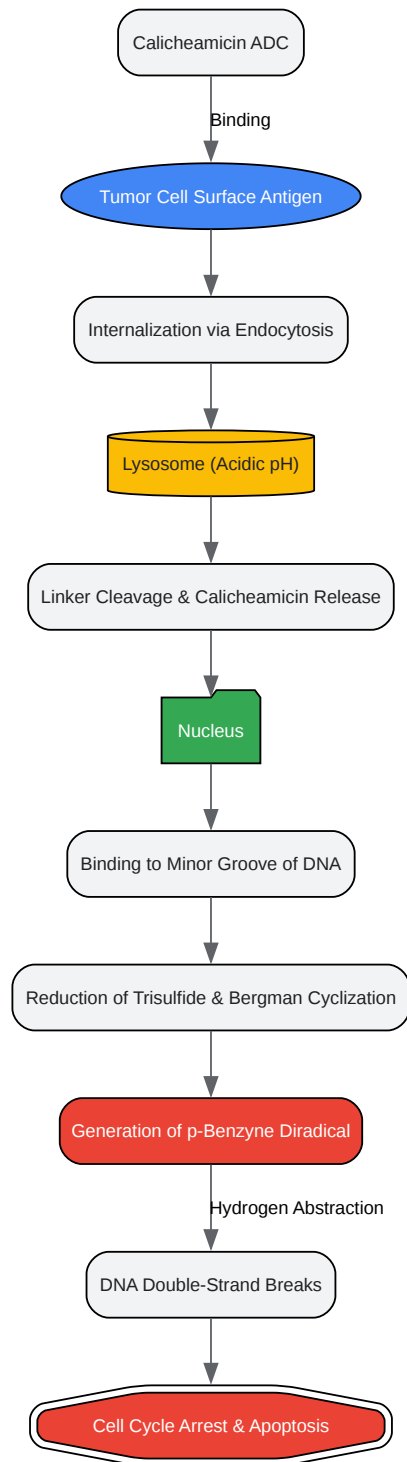 Calicheamicin ADC
Binding
Tumor Cell Surface Antigen
Internalization via Endocytosis
Lysosome (Acidic pH)
Linker Cleavage & Calicheamicin Release
Nucleus
Binding to Minor Groove of DNA
Reduction of Trisulfide & Bergman Cyclization
Generation of p-Benzyne Diradical
Hydrogen Abstraction
DNA Double-Strand Breaks
Cell Cycle Arrest & Apoptosis